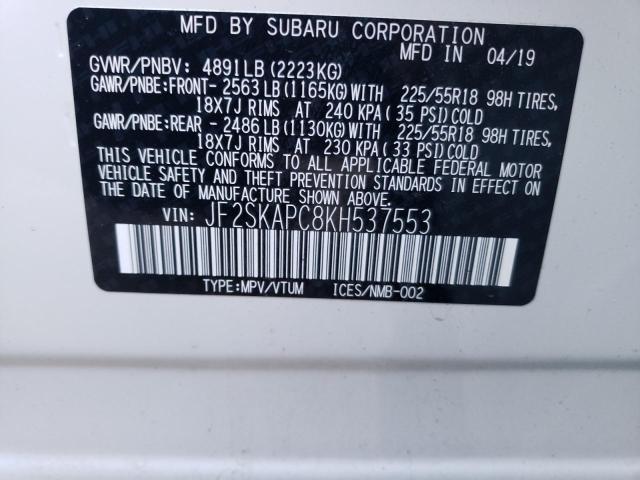 MFD BY SUBARU CORPORATION
MFD IN 04/19
GVWR/PNBV: 4891LB(2223KG)
GAWR/PNBE:FRONT- 2563LB(1165KG)WITH 225/55R18 98H TIRES,
18X7J RIMS AT 240 KPA(35 PSI)COLD
GAWR/PNBE:REAR - 2486LB(1130KG)WITH 225/55R18 98H TIRES,
18X7J RIMS AT 230 KPA(33 PSI)COLD
THIS VEHICLE CONFORMS TO ALL APPLICABLE FEDERAL MOTOR
VEHICLE SAFETY AND THEFT PREVENTION STANDARDS IN EFFECT
ON THE DATE OF MANUFACTURE SHOWN ABOVE.
VIN: JF2SKAPC8KH537553
TYPE:MPV/VTUM ICES/NMB-002